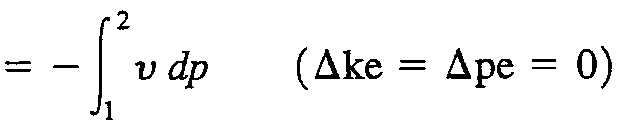 = −∫₁² υ dp (Δke = Δpe = 0)